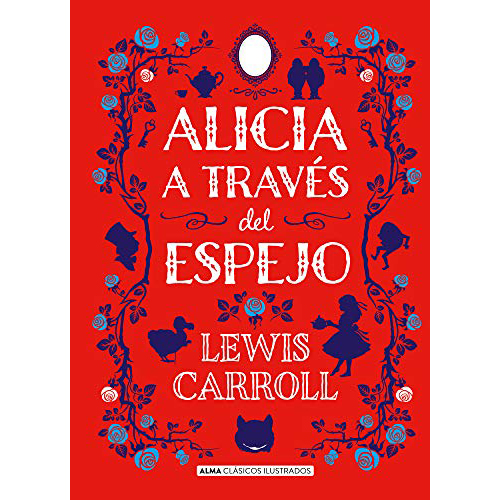 ALICIA
A TRAVÉS
del
ESPEJO
LEWIS
CARROLL
ALMA CLÁSICOS ILUSTRADOS